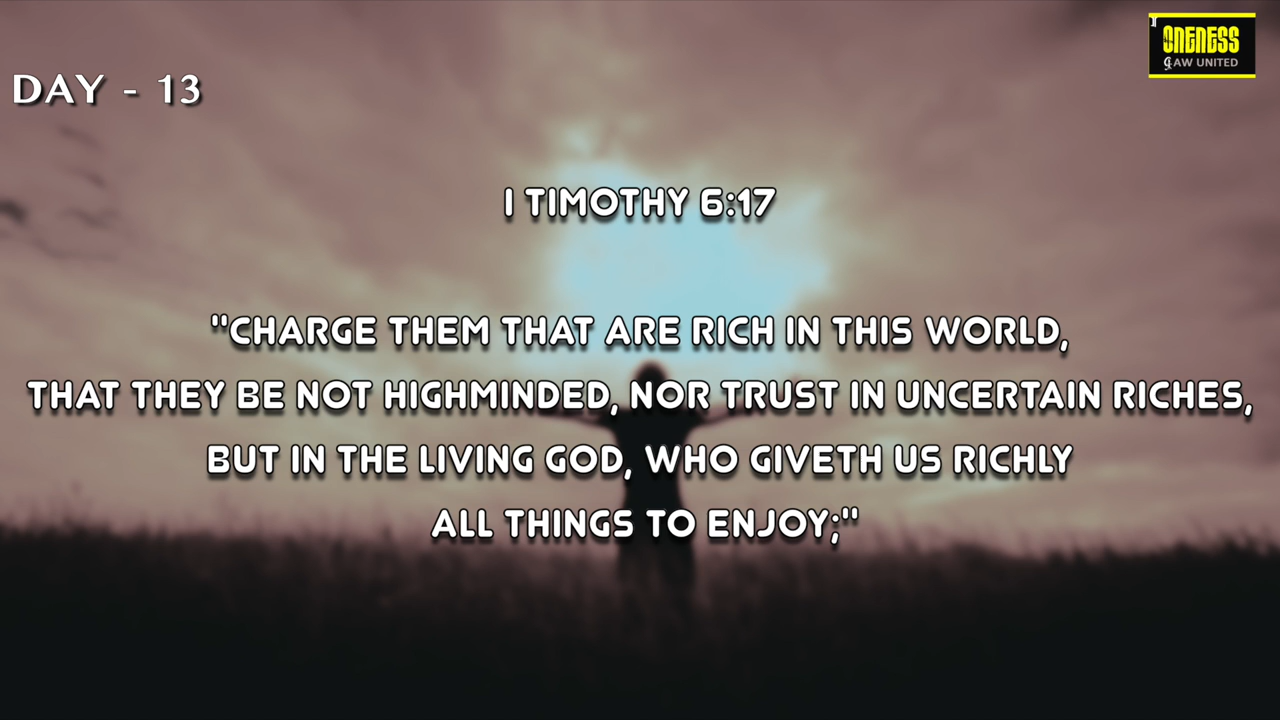 ONENESS
GAW UNITED
DAY - 13
I TIMOTHY 6:17
"CHARGE THEM THAT ARE RICH IN THIS WORLD,
THAT THEY BE NOT HIGHMINDED, NOR TRUST IN UNCERTAIN RICHES,
BUT IN THE LIVING GOD, WHO GIVETH US RICHLY
ALL THINGS TO ENJOY;"